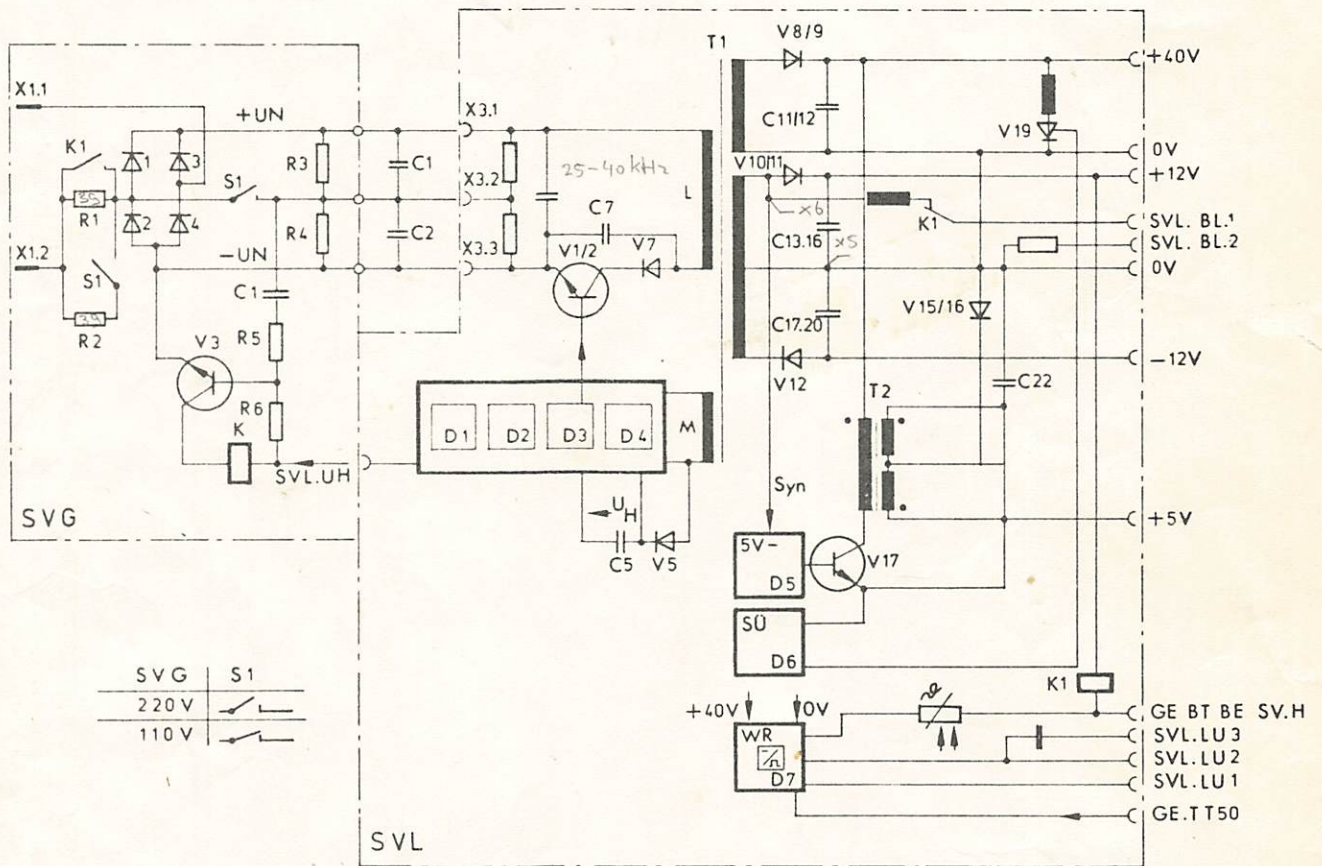 V8/9
T1
+40V
X1.1
+UN
X3.1
C11/12
V19
K1
1
3
R3
C1
0V
V10/11
+12V
25-40kHz
S1
X3.2
L
x6
35
R1
C7
K1
SVL. BL.1
2
4
R4
C2
V1/2
V7
C13.16
x5
SVL. BL.2
X1.2
-UN
X3.3
0V
S1
C1
V15/16
39
R2
C17.20
V3
R5
-12V
V12
C22
R6
T2
K
D1
D2
D3
D4
M
SVL.UH
Syn
SVG
UH
+5V
C5
V5
5V-
D5
V17
SÜ
D6
SVG
S1
K1
220V
ϑ
+40V
0V
GE BT BE SV.H
110V
WR
SVL.LU3
SVL.LU2
D7
SVL.LU1
GE.TT50
SVL